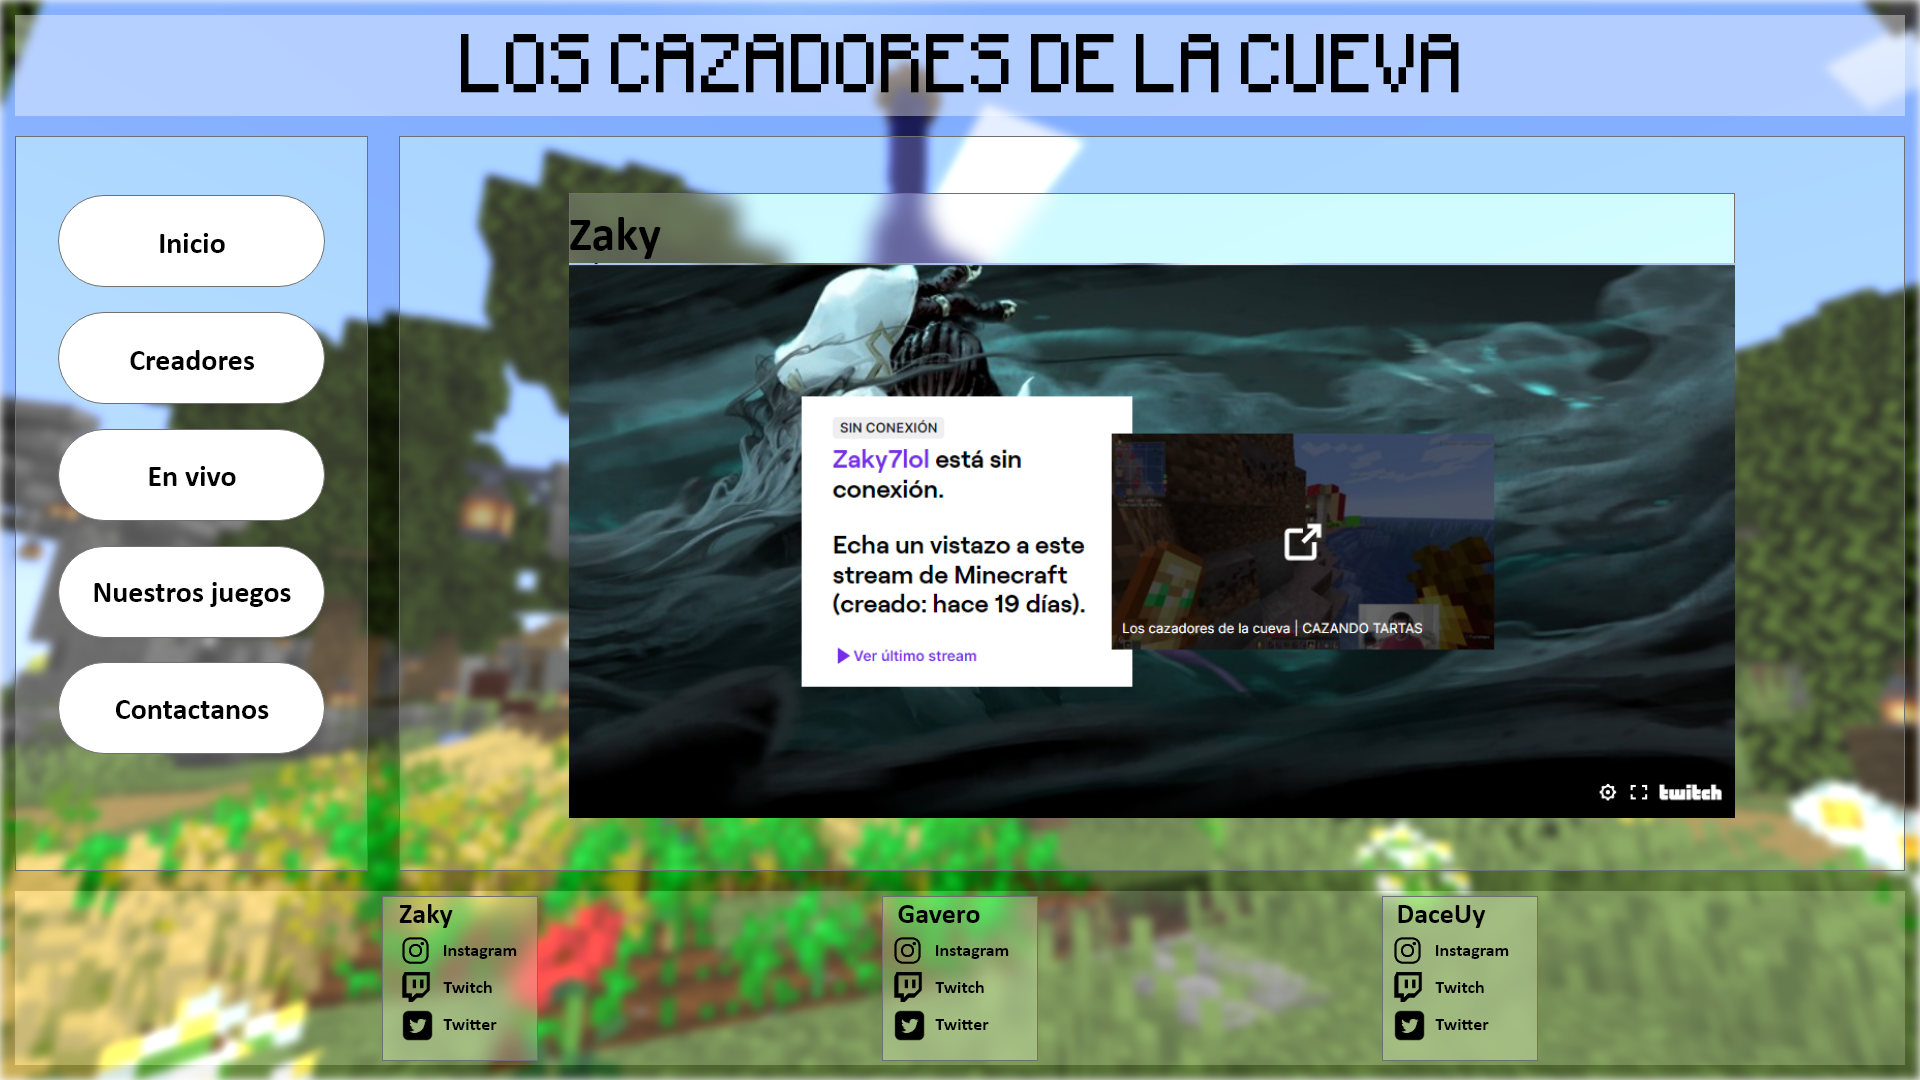 LOS CAZADORES DE LA CUEVA
Inicio
Creadores
En vivo
Nuestros juegos
Contactanos
Zaky
SIN CONEXIÓN
Zaky7lol está sin
conexión.
Echa un vistazo a este
stream de Minecraft
(creado: hace 19 días).
Ver último stream
Los cazadores de la cueva | CAZANDO TARTAS
twitch
Zaky
Instagram
Twitch
Twitter
Gavero
Instagram
Twitch
Twitter
DaceUy
Instagram
Twitch
Twitter